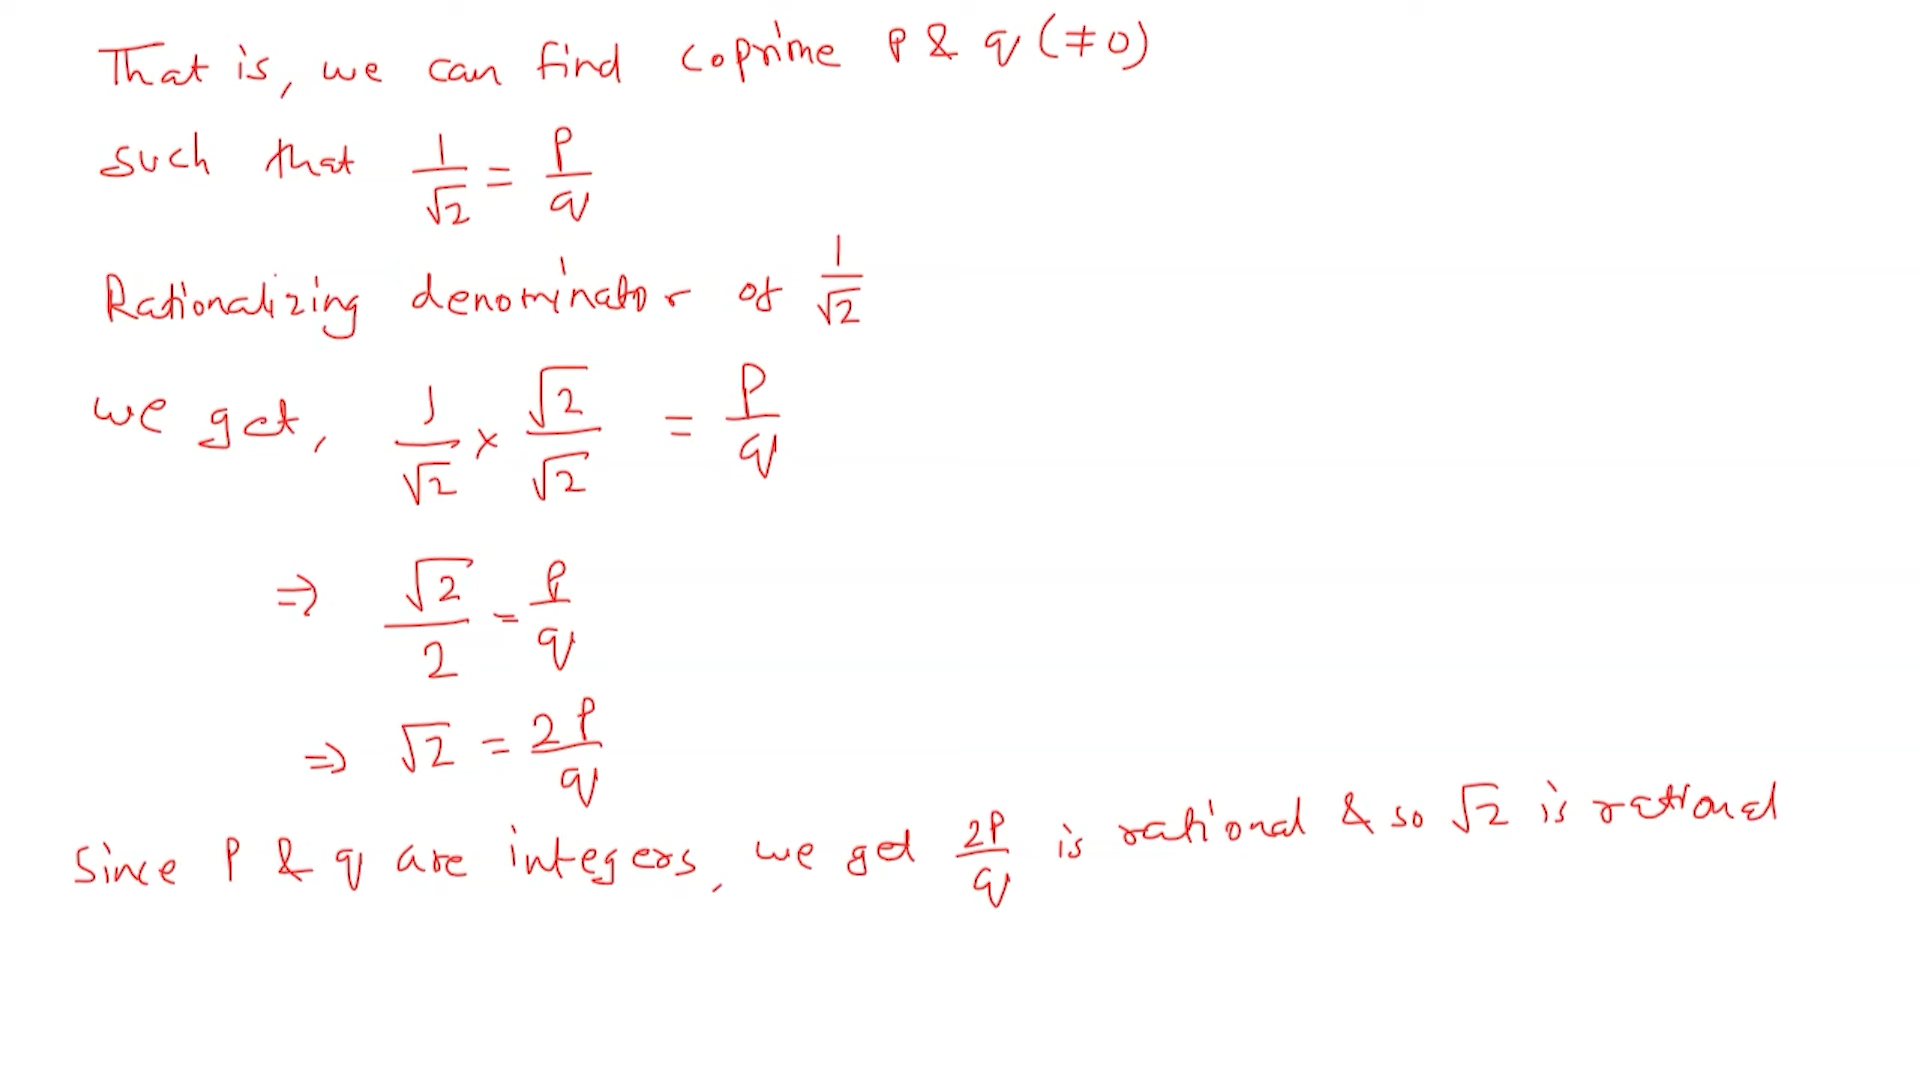 That is, we can find coprime P & q (≠0)
such that 1/√2 = P/q
Rationalizing denominator of 1/√2
we get, 1/√2 × √2/√2 = P/q
⇒ √2/2 = P/q
⇒ √2 = 2P/q
Since P & q are integers, we get 2P/q is rational & so √2 is rational